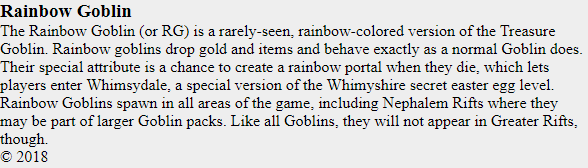 Rainbow Goblin
The Rainbow Goblin (or RG) is a rarely-seen, rainbow-colored version of the Treasure
Goblin. Rainbow goblins drop gold and items and behave exactly as a normal Goblin does.
Their special attribute is a chance to create a rainbow portal when they die, which lets
players enter Whimsydale, a special version of the Whimyshire secret easter egg level.
Rainbow Goblins spawn in all areas of the game, including Nephalem Rifts where they
may be part of larger Goblin packs. Like all Goblins, they will not appear in Greater Rifts,
though.
© 2018